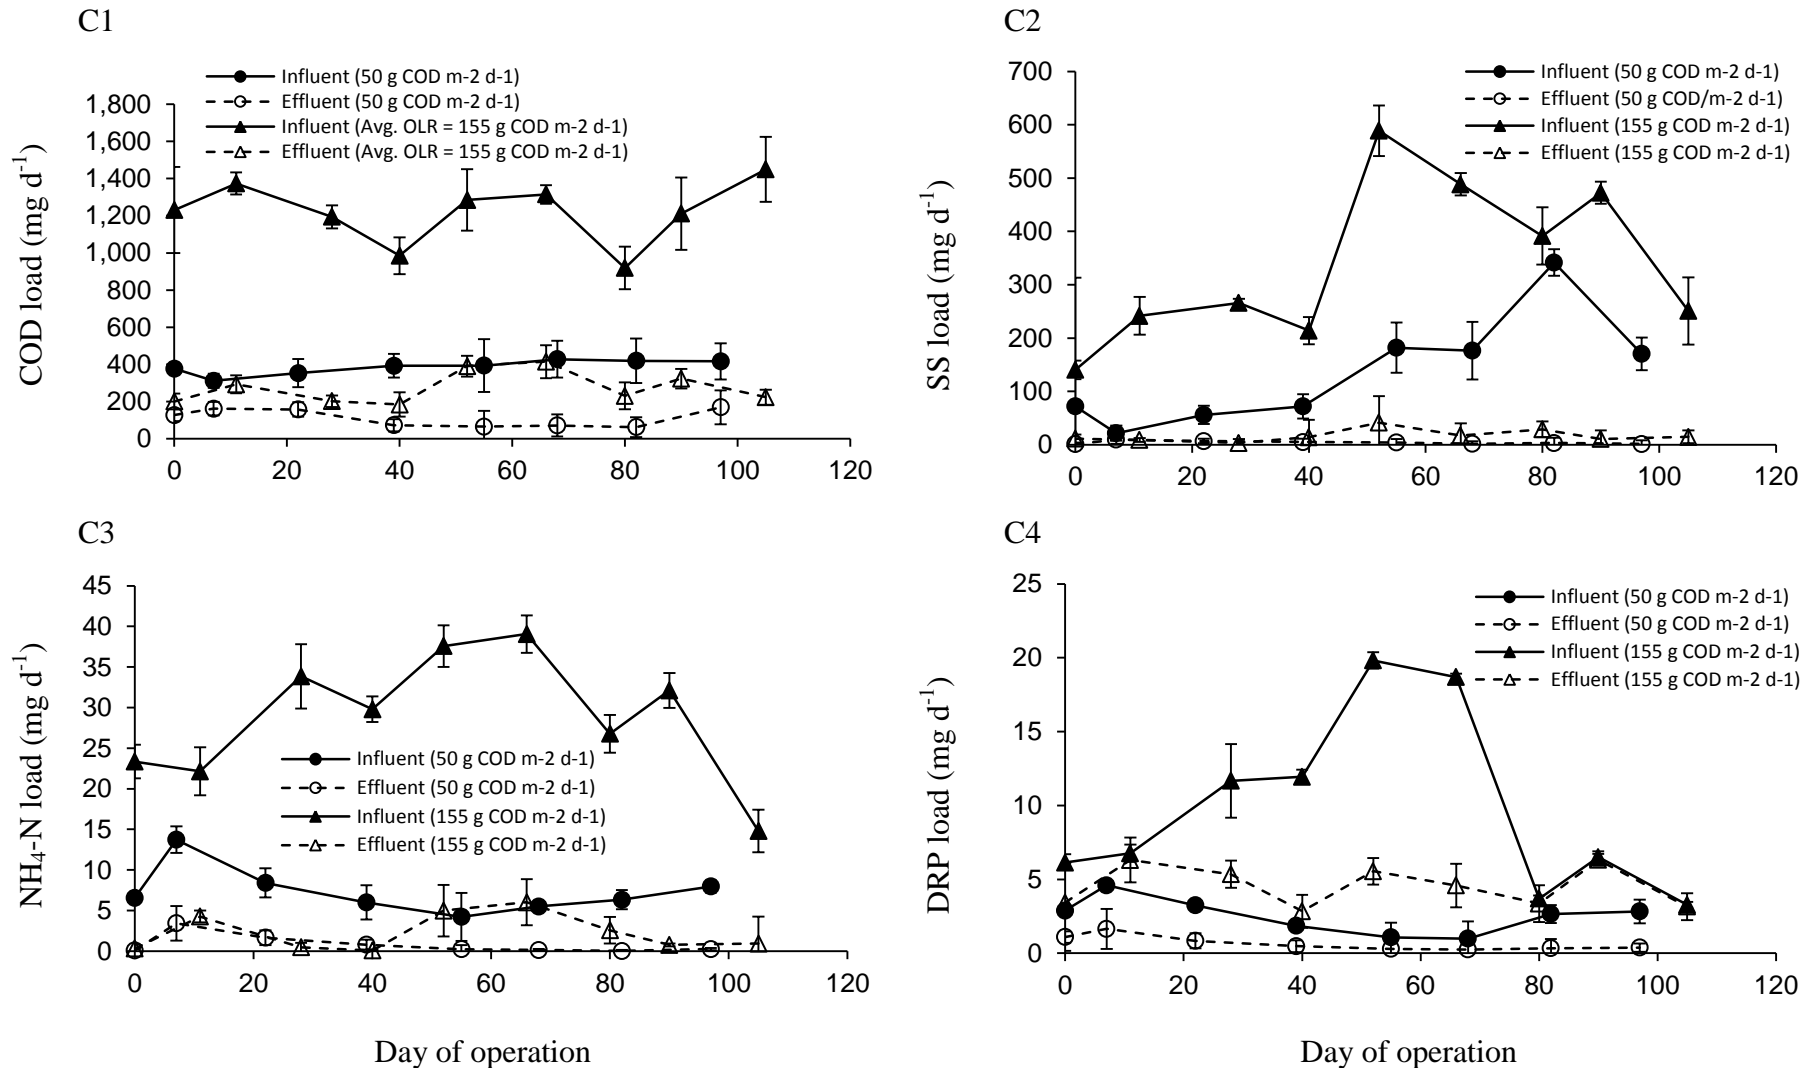 C1
Influent (50 g COD m-2 d-1)
Effluent (50 g COD m-2 d-1)
Influent (Avg. OLR = 155 g COD m-2 d-1)
Effluent (Avg. OLR = 155 g COD m-2 d-1)
COD load (mg d-1)
1,800
1,600
1,400
1,200
1,000
800
600
400
200
0
0 20 40 60 80 100 120
C2
Influent (50 g COD m-2 d-1)
Effluent (50 g COD/m-2 d-1)
Influent (155 g COD m-2 d-1)
Effluent (155 g COD m-2 d-1)
SS load (mg d-1)
700
600
500
400
300
200
100
0
0 20 40 60 80 100 120
C3
NH4-N load (mg d-1)
45
40
35
30
25
20
15
10
5
0
Influent (50 g COD m-2 d-1)
Effluent (50 g COD m-2 d-1)
Influent (155 g COD m-2 d-1)
Effluent (155 g COD m-2 d-1)
0 20 40 60 80 100 120
Day of operation
C4
Influent (50 g COD m-2 d-1)
Effluent (50 g COD m-2 d-1)
Influent (155 g COD m-2 d-1)
Effluent (155 g COD m-2 d-1)
DRP load (mg d-1)
25
20
15
10
5
0
0 20 40 60 80 100 120
Day of operation